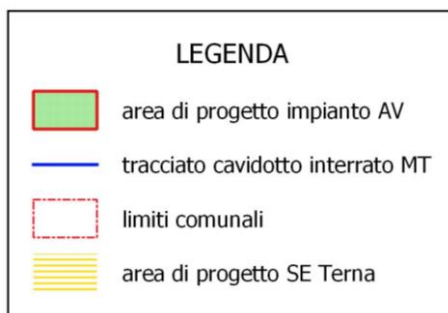 LEGENDA
area di progetto impianto AV
tracciato cavidotto interrato MT
limiti comunali
area di progetto SE Terna